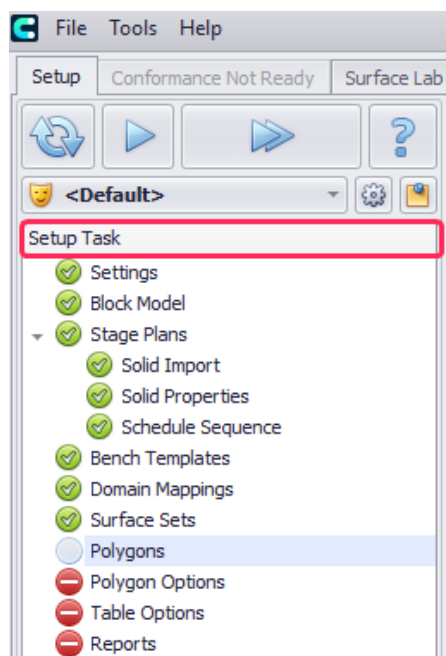 File Tools Help
Setup Conformance Not Ready Surface Lab
<Default>
Setup Task
Settings
Block Model
Stage Plans
Solid Import
Solid Properties
Schedule Sequence
Bench Templates
Domain Mappings
Surface Sets
Polygons
Polygon Options
Table Options
Reports